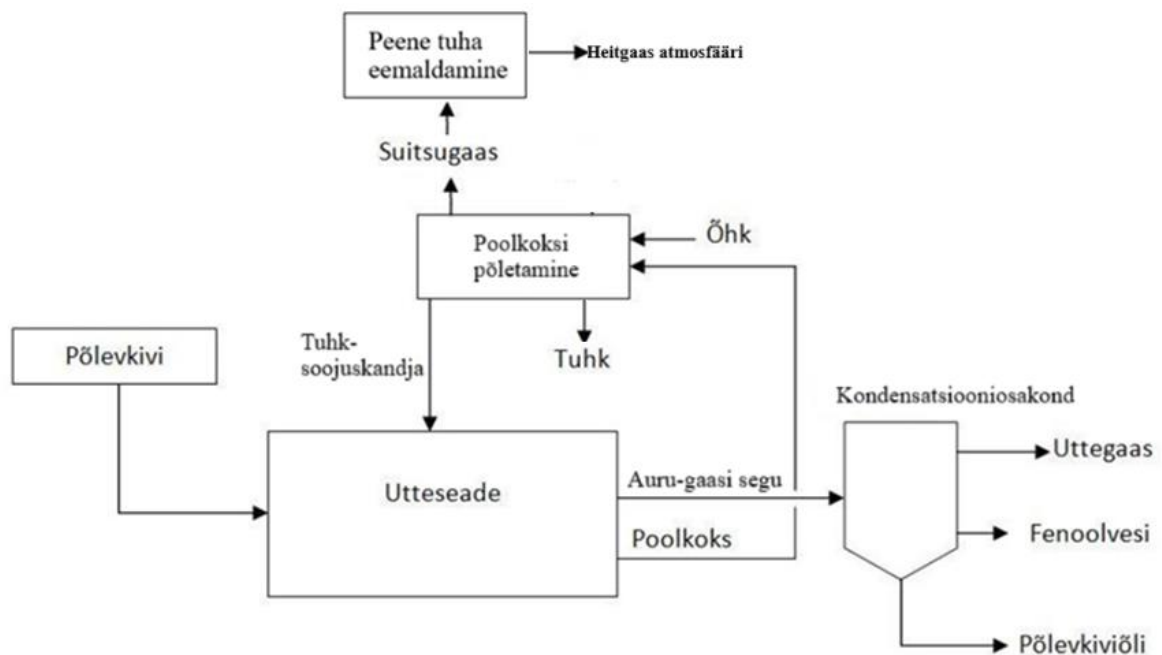 Peene tuha
eemaldamine
Heitgaas atmosfääri
Suitsugaas
Poolkoksi
põletamine
Õhk
Tuhk-
soojuskandja
Tuhk
Põlevkivi
Kondensatsiooniosakond
Uttegaas
Utteseade
Auru-gaasi segu
Poolkoks
Fenoolvesi
Põlevkiviõli